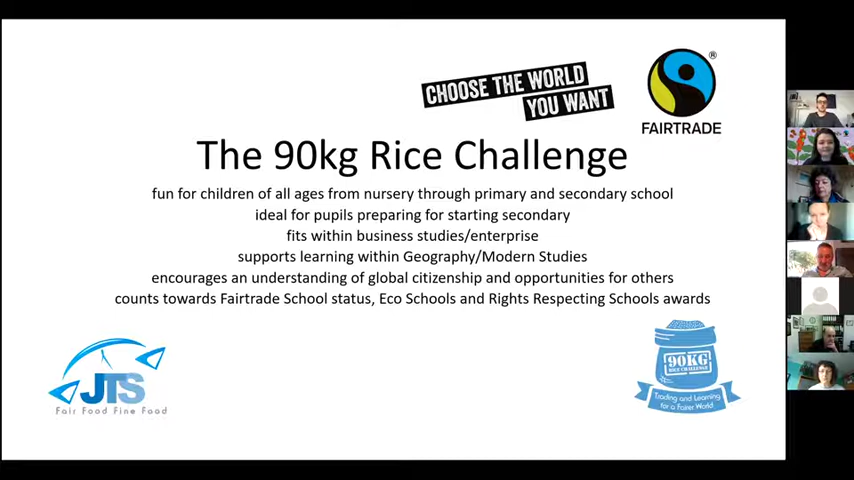 CHOOSE THE WORLD
YOU WANT
®
FAIRTRADE
The 90kg Rice Challenge
fun for children of all ages from nursery through primary and secondary school
ideal for pupils preparing for starting secondary
fits within business studies/enterprise
supports learning within Geography/Modern Studies
encourages an understanding of global citizenship and opportunities for others
counts towards Fairtrade School status, Eco Schools and Rights Respecting Schools awards
JTS
Fair Food Fine Food
90KG
RICE CHALLENGE
Trading and Learning
for a Fairer World